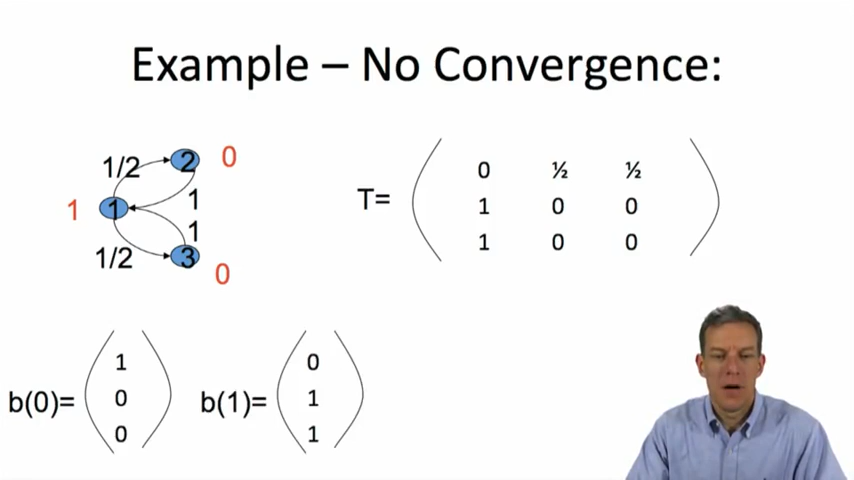 Example – No Convergence:
1/2
2
0
1
1
1
1
1/2
3
0
T=
0 ½ ½
1 0 0
1 0 0
b(0)=
1
0
0
b(1)=
0
1
1